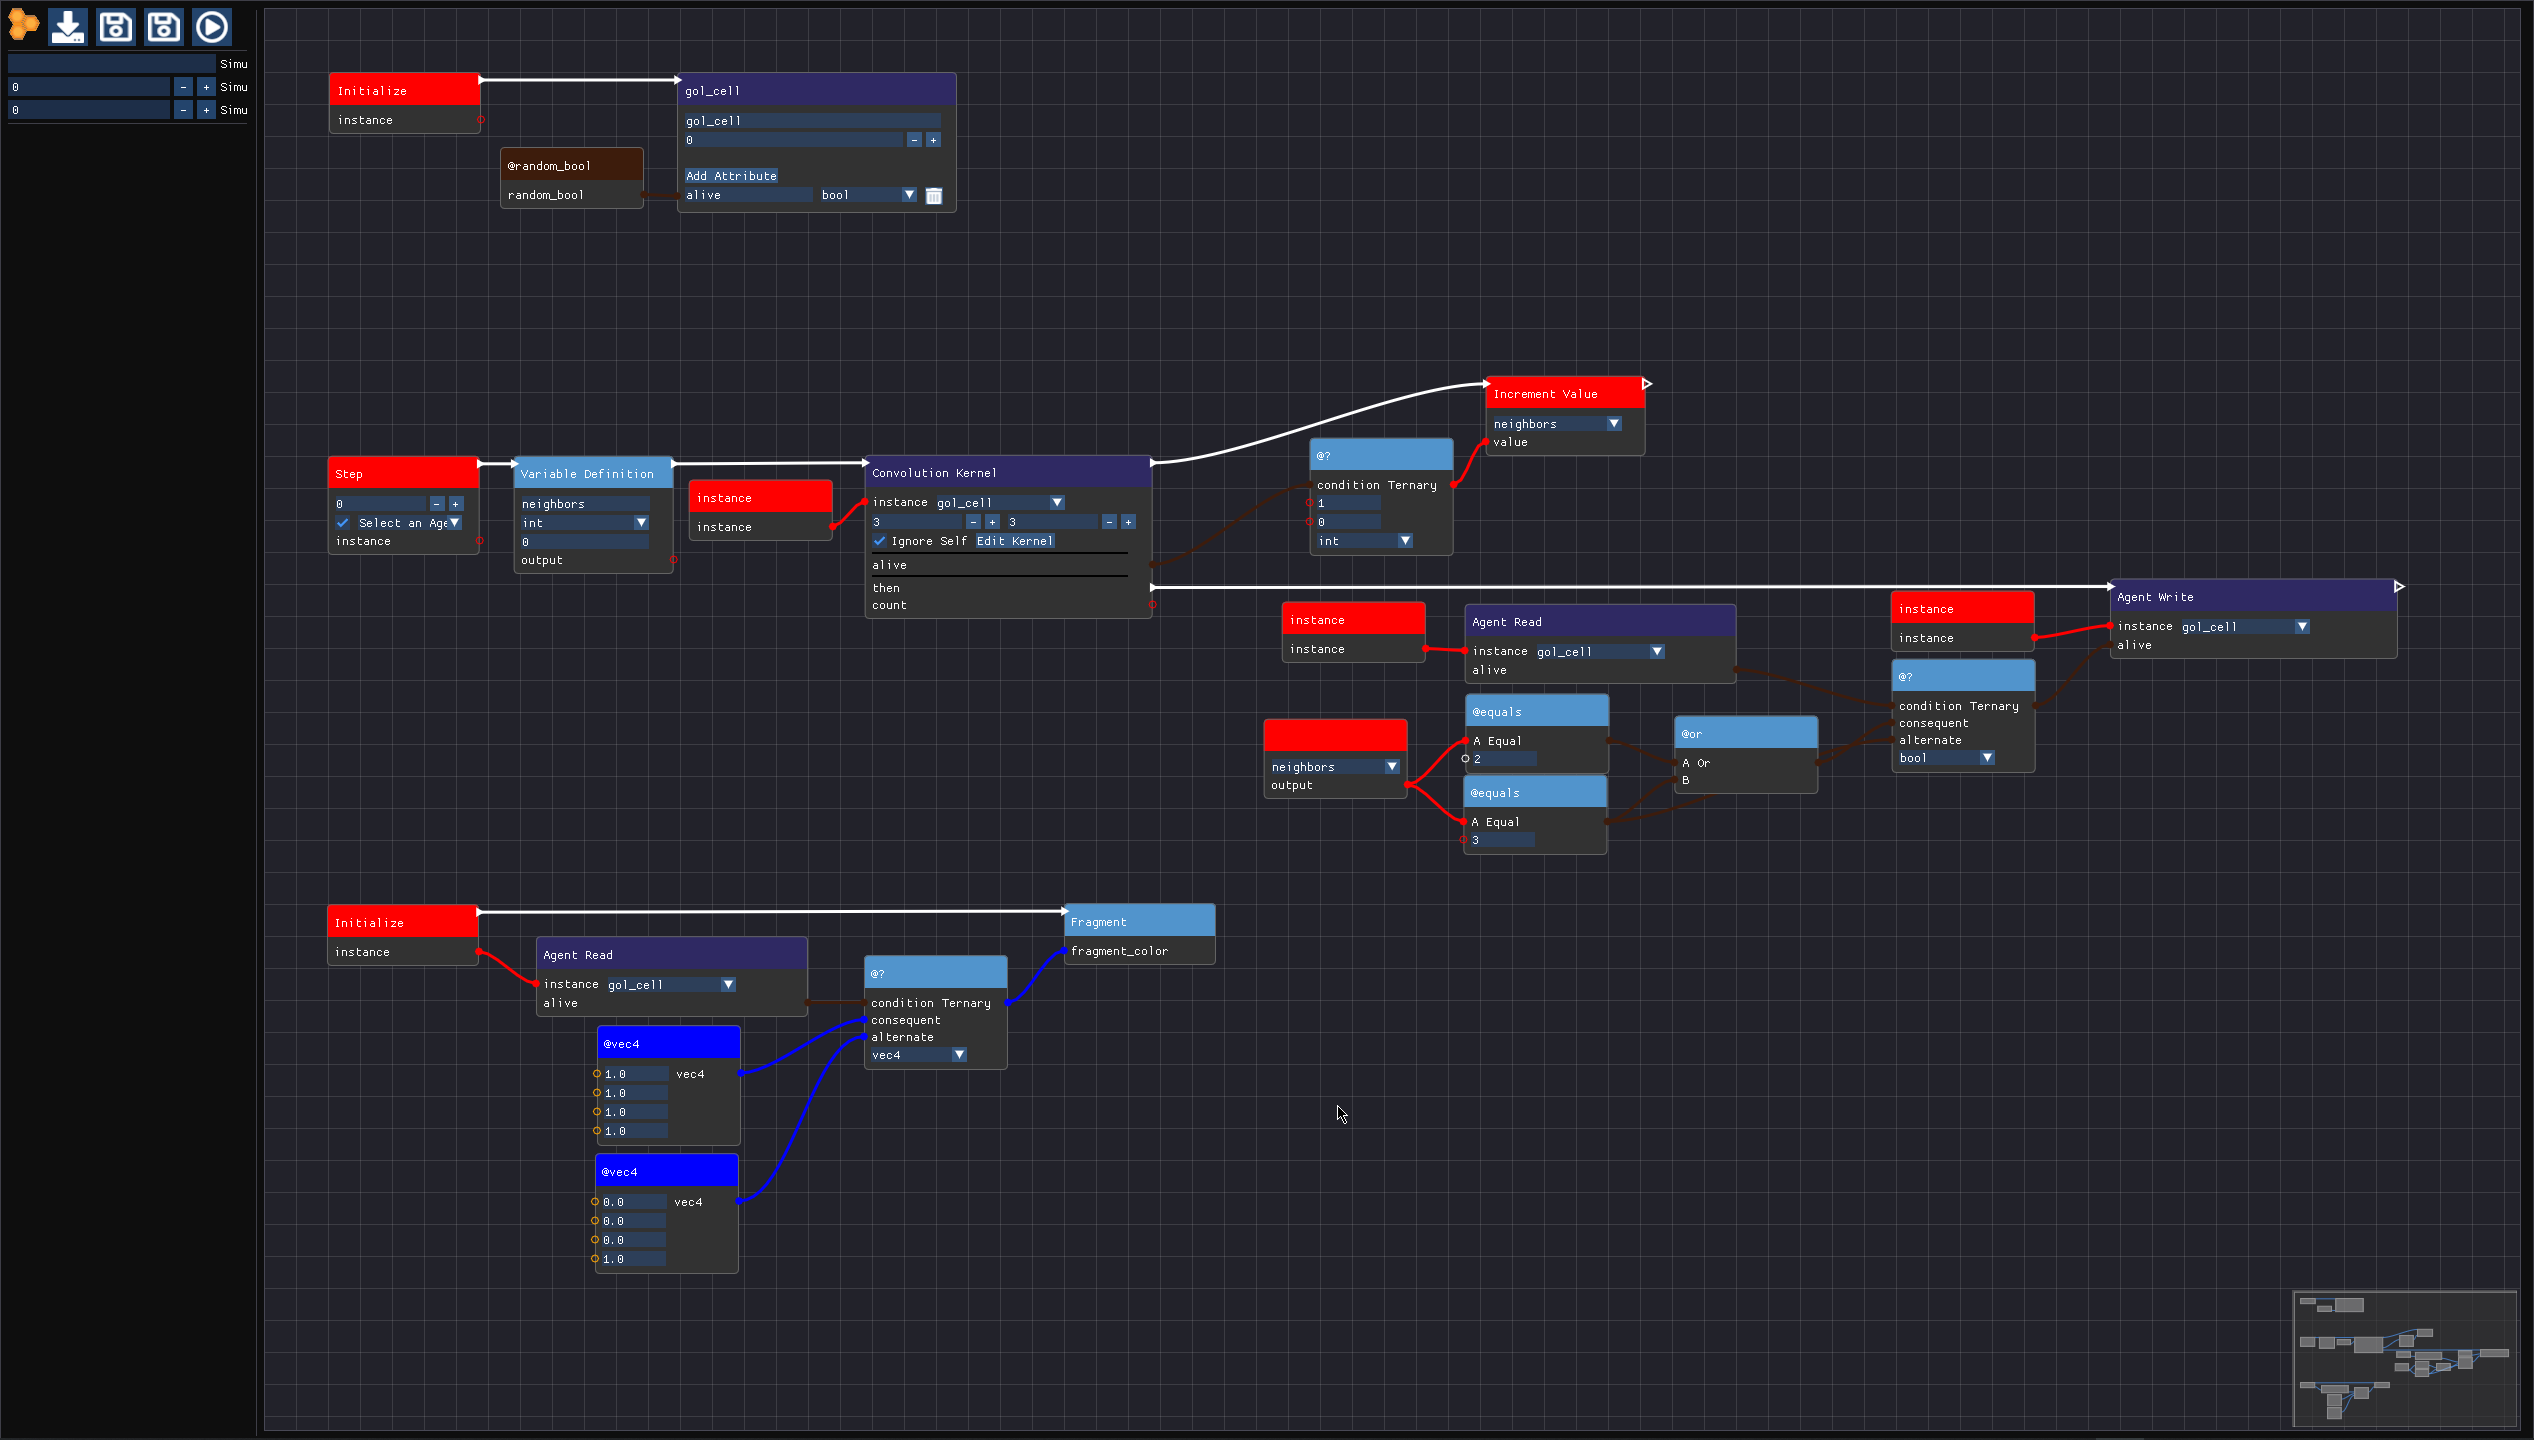 Simu
0 - + Simu
0 - + Simu
Initialize
instance
@random_bool
random_bool
gol_cell
gol_cell
0 - +
Add Attribute
alive bool
Step
0 - +
Select an Age
instance
Variable Definition
neighbors
int
0
output
instance
instance
Convolution Kernel
instance gol_cell
3 - + 3 - +
Ignore Self Edit Kernel
alive
then
count
@?
condition Ternary
1
0
int
Increment Value
neighbors
value
instance
instance
Agent Read
instance gol_cell
alive
neighbors
output
@equals
A Equal
2
@equals
A Equal
3
@or
A Or
B
instance
instance
@?
condition Ternary
consequent
alternate
bool
Agent Write
instance gol_cell
alive
Initialize
instance
Agent Read
instance gol_cell
alive
@vec4
1.0 vec4
1.0
1.0
1.0
@vec4
0.0 vec4
0.0
0.0
1.0
@?
condition Ternary
consequent
alternate
vec4
Fragment
fragment_color